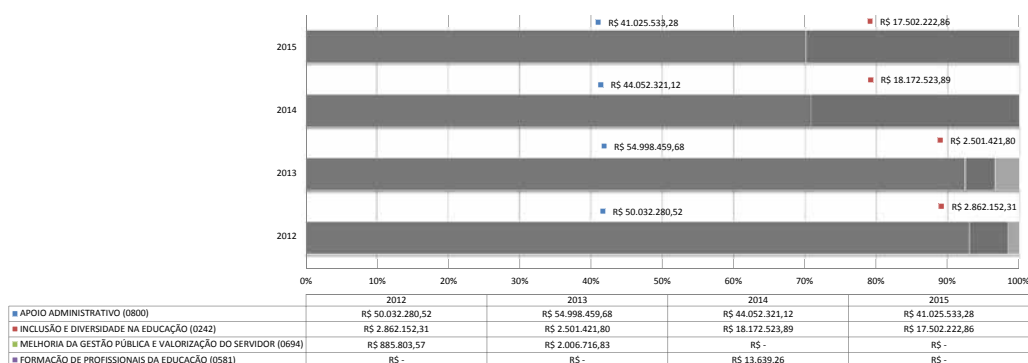 R$ 41.025.533,28 R$ 17.502.222,86
2015
R$ 44.052.321,12 R$ 18.172.523,89
2014
R$ 54.998.459,68 R$ 2.501.421,80
2013
R$ 50.032.280,52 R$ 2.862.152,31
2012
0% 10% 20% 30% 40% 50% 60% 70% 80% 90% 100%
2012 2013 2014 2015
APOIO ADMINISTRATIVO (0800) R$ 50.032.280,52 R$ 54.998.459,68 R$ 44.052.321,12 R$ 41.025.533,28
INCLUSÃO E DIVERSIDADE NA EDUCAÇÃO (0242) R$ 2.862.152,31 R$ 2.501.421,80 R$ 18.172.523,89 R$ 17.502.222,86
MELHORIA DA GESTÃO PÚBLICA E VALORIZAÇÃO DO SERVIDOR (0694) R$ 885.803,57 R$ 2.006.716,83 R$ - R$ -
FORMAÇÃO DE PROFISSIONAIS DA EDUCAÇÃO (0581) R$ - R$ - R$ 13.639,26 R$ -